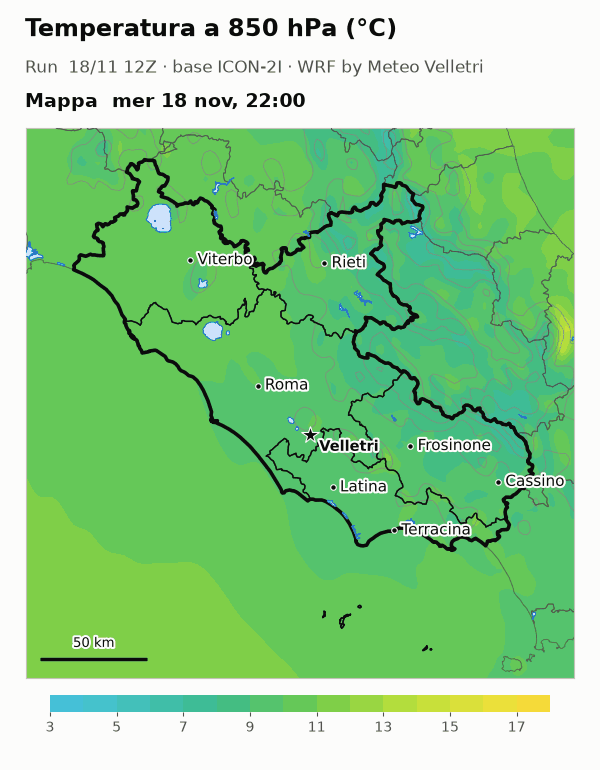 Temperatura a 850 hPa (°C)
Run  18/11 12Z · base ICON-2I · WRF by Meteo Velletri
Mappa  mer 18 nov, 22:00
Viterbo
Rieti
Roma
Velletri
Frosinone
Cassino
Latina
Terracina
50 km
3 5 7 9 11 13 15 17